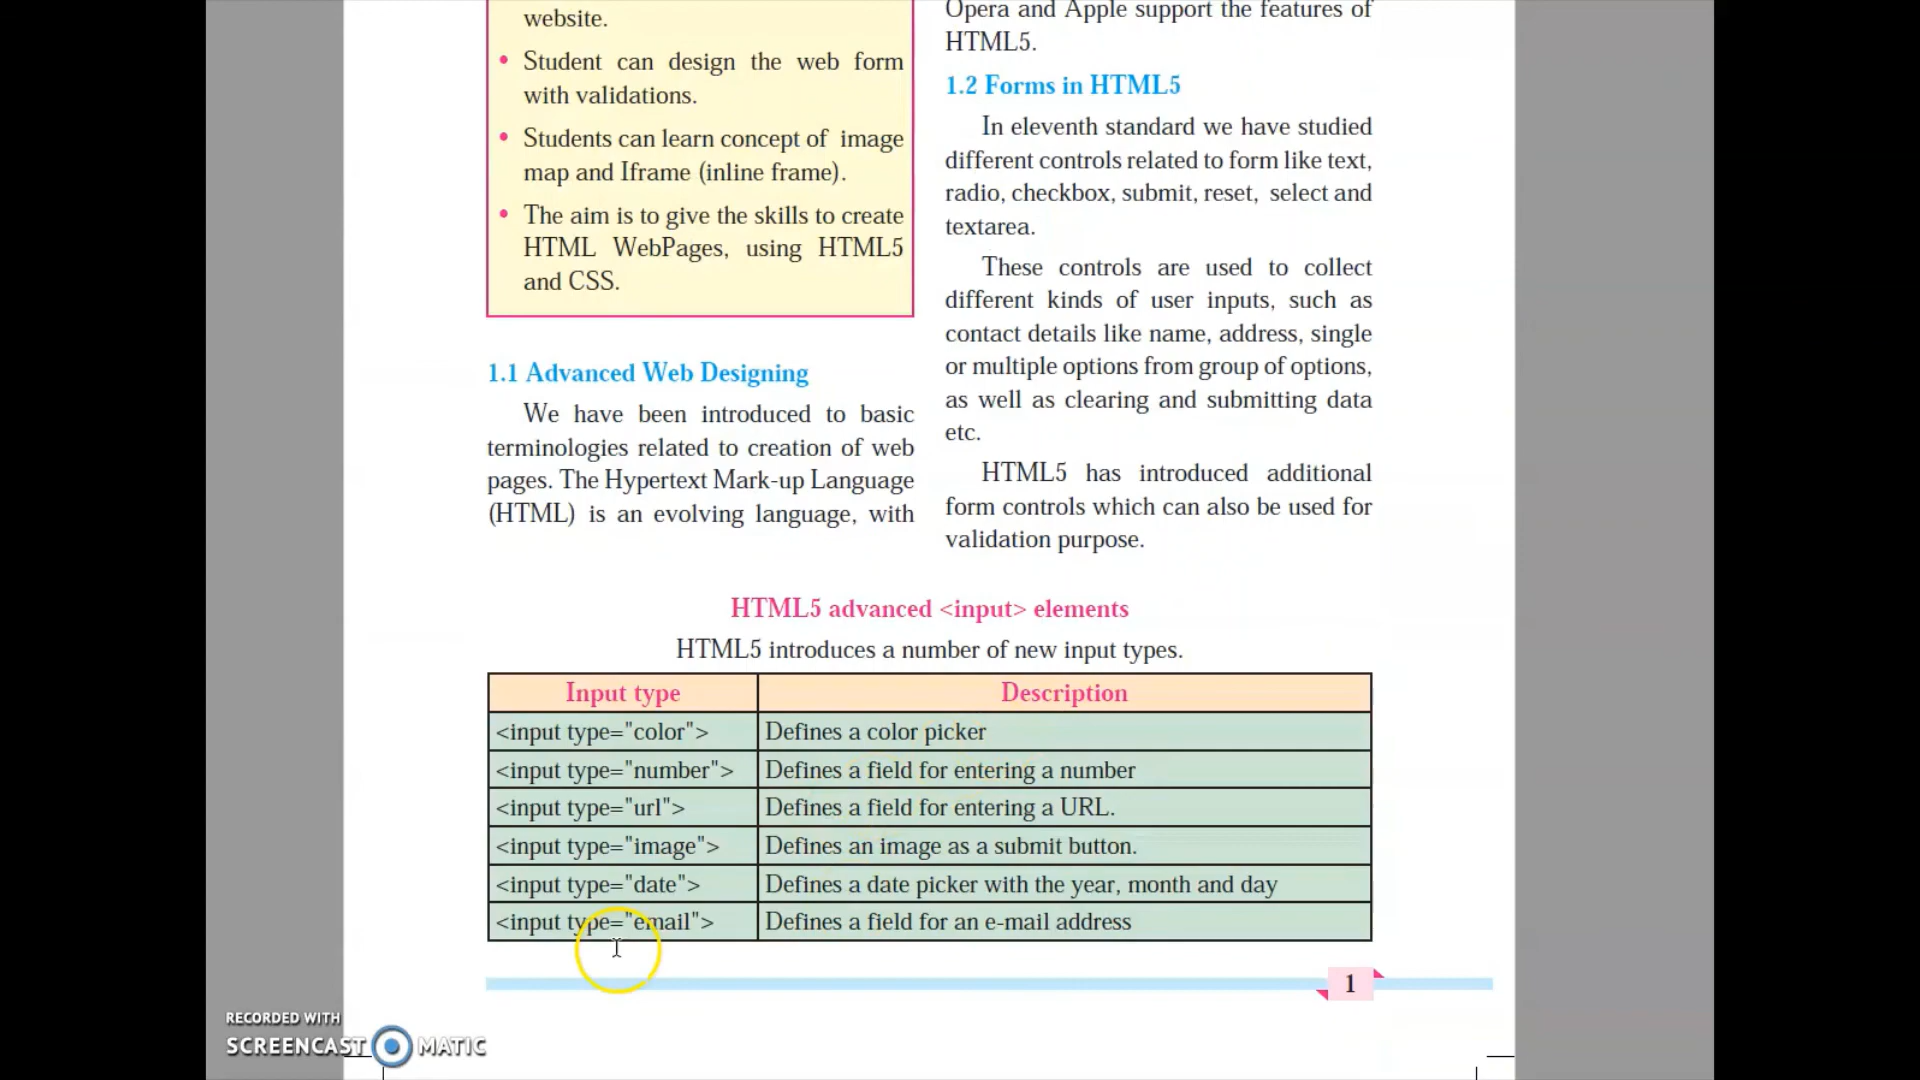 website.
• Student can design the web form
with validations.
• Students can learn concept of image
map and Iframe (inline frame).
• The aim is to give the skills to create
HTML WebPages, using HTML5
and CSS.
1.1 Advanced Web Designing
We have been introduced to basic
terminologies related to creation of web
pages. The Hypertext Mark-up Language
(HTML) is an evolving language, with
Opera and Apple support the features of
HTML5.
1.2 Forms in HTML5
In eleventh standard we have studied
different controls related to form like text,
radio, checkbox, submit, reset, select and
textarea.
These controls are used to collect
different kinds of user inputs, such as
contact details like name, address, single
or multiple options from group of options,
as well as clearing and submitting data
etc.
HTML5 has introduced additional
form controls which can also be used for
validation purpose.
HTML5 advanced <input> elements
HTML5 introduces a number of new input types.
Input type Description
<input type="color"> Defines a color picker
<input type="number"> Defines a field for entering a number
<input type="url"> Defines a field for entering a URL.
<input type="image"> Defines an image as a submit button.
<input type="date"> Defines a date picker with the year, month and day
<input type="email"> Defines a field for an e-mail address
1
RECORDED WITH
SCREENCAST MATIC